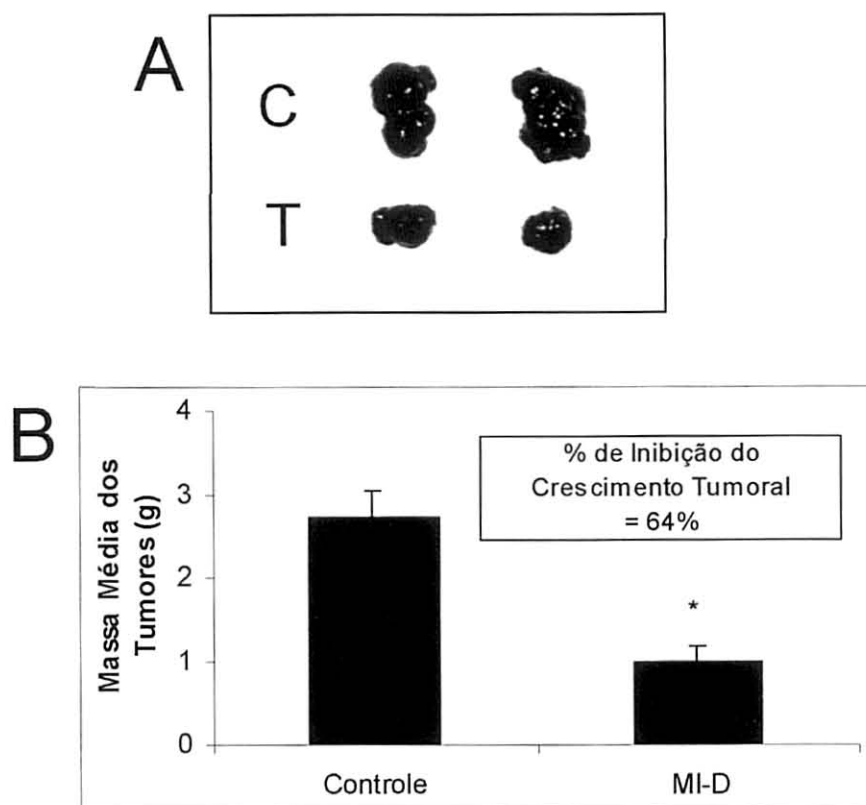 A
C
T
B
Massa Média dos
Tumores (g)
4
3
2
1
0
% de Inibição do
Crescimento Tumoral
= 64%
*
Controle
MI-D